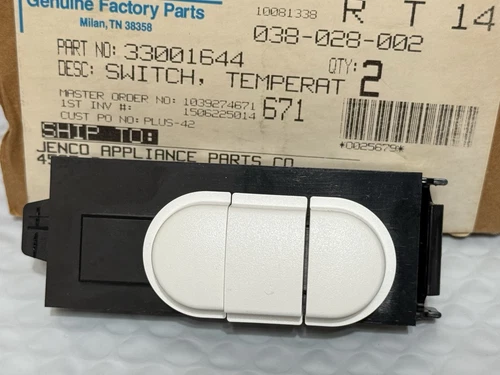 Genuine Factory Parts
Milan, TN 38358
10081338
R T 14
038-028-002
PART NO: 33001644
DESC: SWITCH, TEMPERAT
QTY: 2
MASTER ORDER NO: 1039274671
1ST INV #: 1506225014 671
CUST PO NO: PLUS-42
SHIP TO:
*0025679*
JENCO APPLIANCE PARTS CO